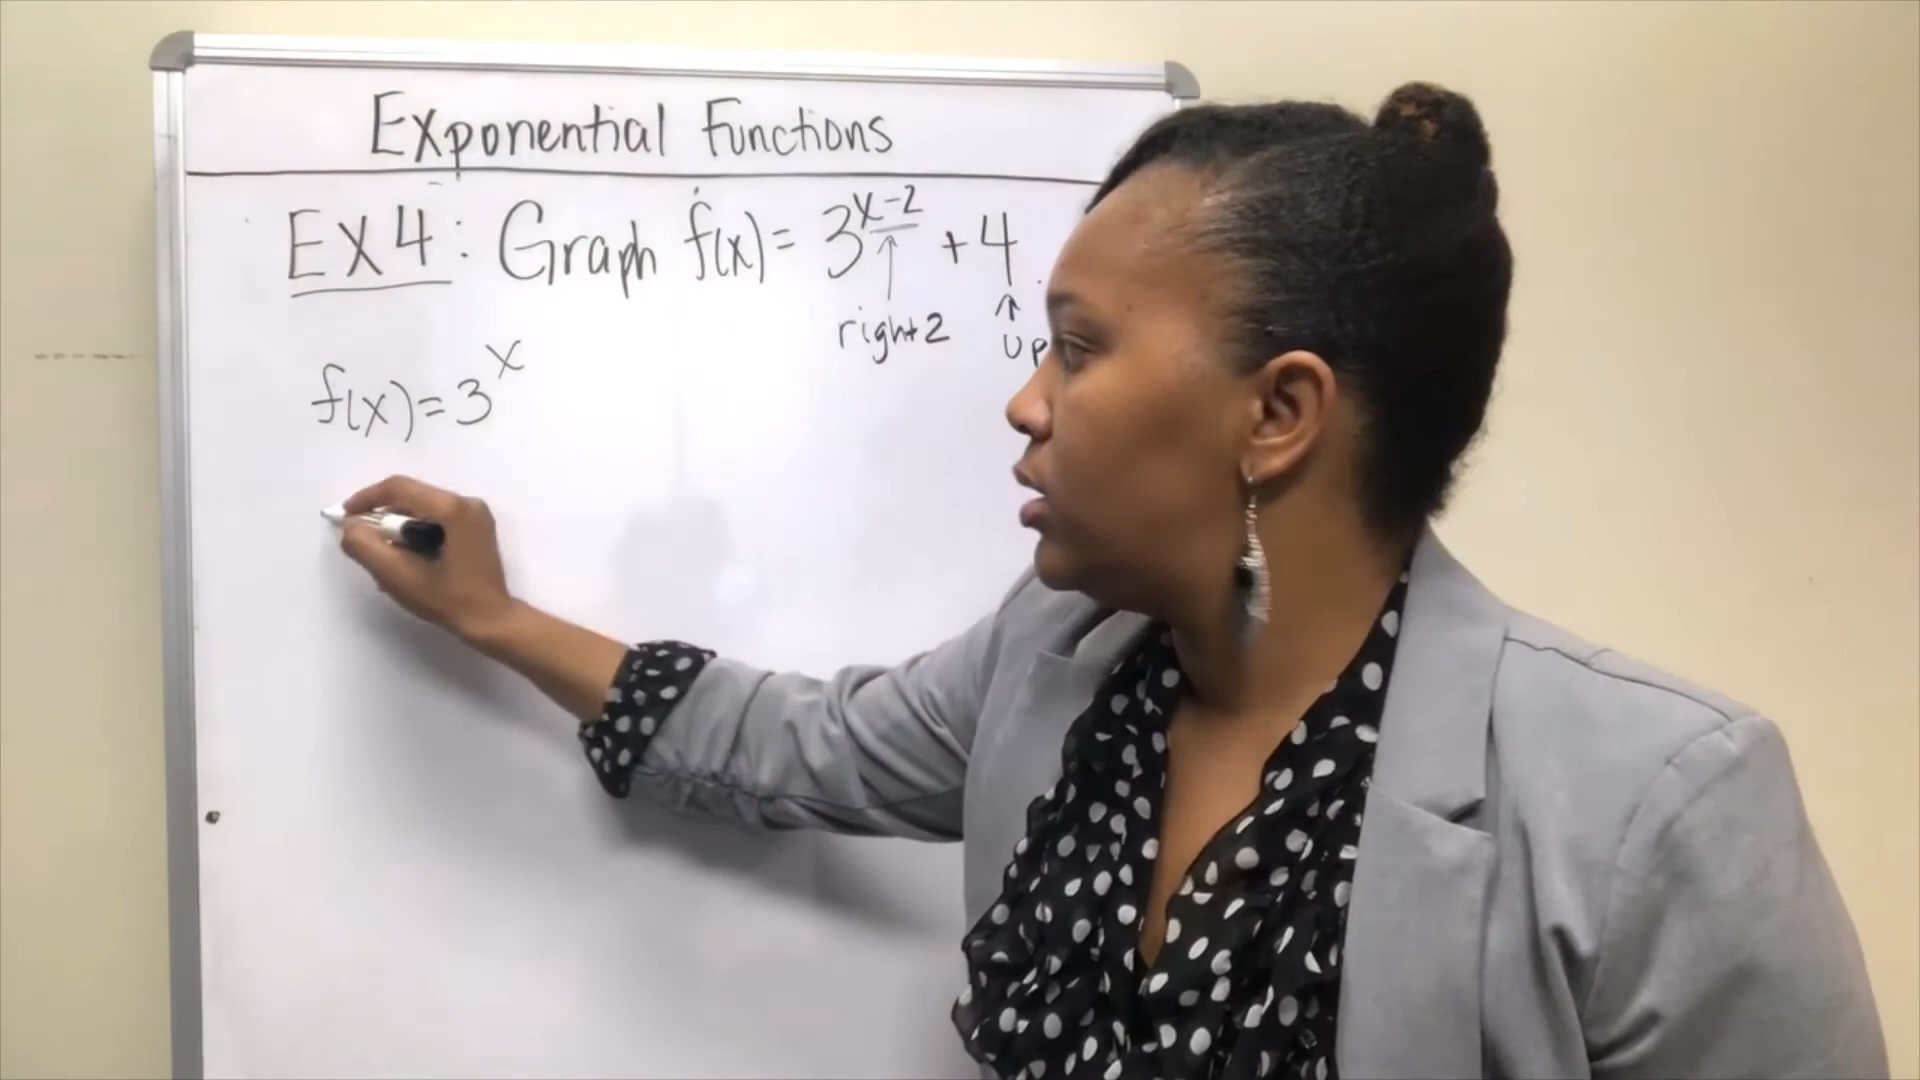 Exponential Functions
EX4: Graph f(x)= 3^{x-2} + 4
↑ ↑
right 2 up
f(x)=3^x